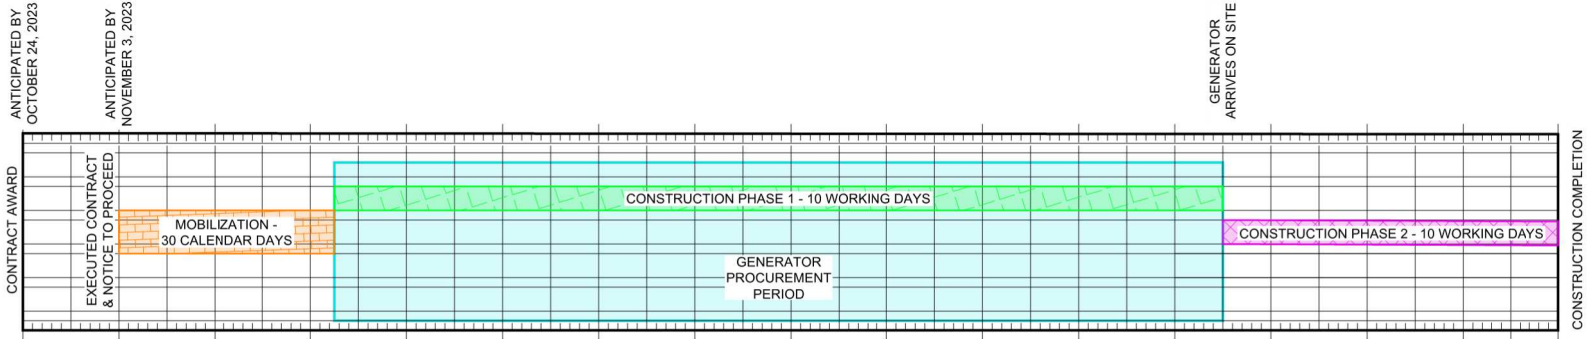 ANTICIPATED BY
OCTOBER 24, 2023
ANTICIPATED BY
NOVEMBER 3, 2023
GENERATOR
ARRIVES ON SITE
CONTRACT AWARD
EXECUTED CONTRACT
& NOTICE TO PROCEED
MOBILIZATION -
30 CALENDAR DAYS
CONSTRUCTION PHASE 1 - 10 WORKING DAYS
GENERATOR
PROCUREMENT
PERIOD
CONSTRUCTION PHASE 2 - 10 WORKING DAYS
CONSTRUCTION COMPLETION